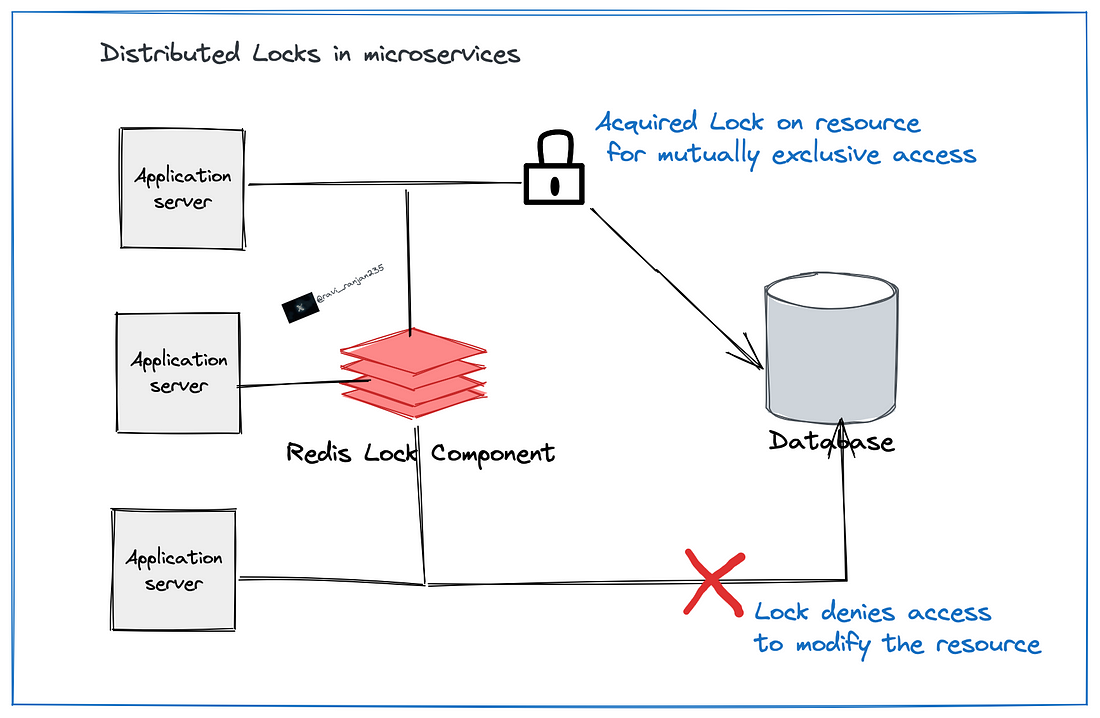 Distributed Locks in microservices
Acquired Lock on resource
for mutually exclusive access
Application
server
@ravi_ranjan235
Application
server
Redis Lock Component
Database
Application
server
Lock denies access
to modify the resource